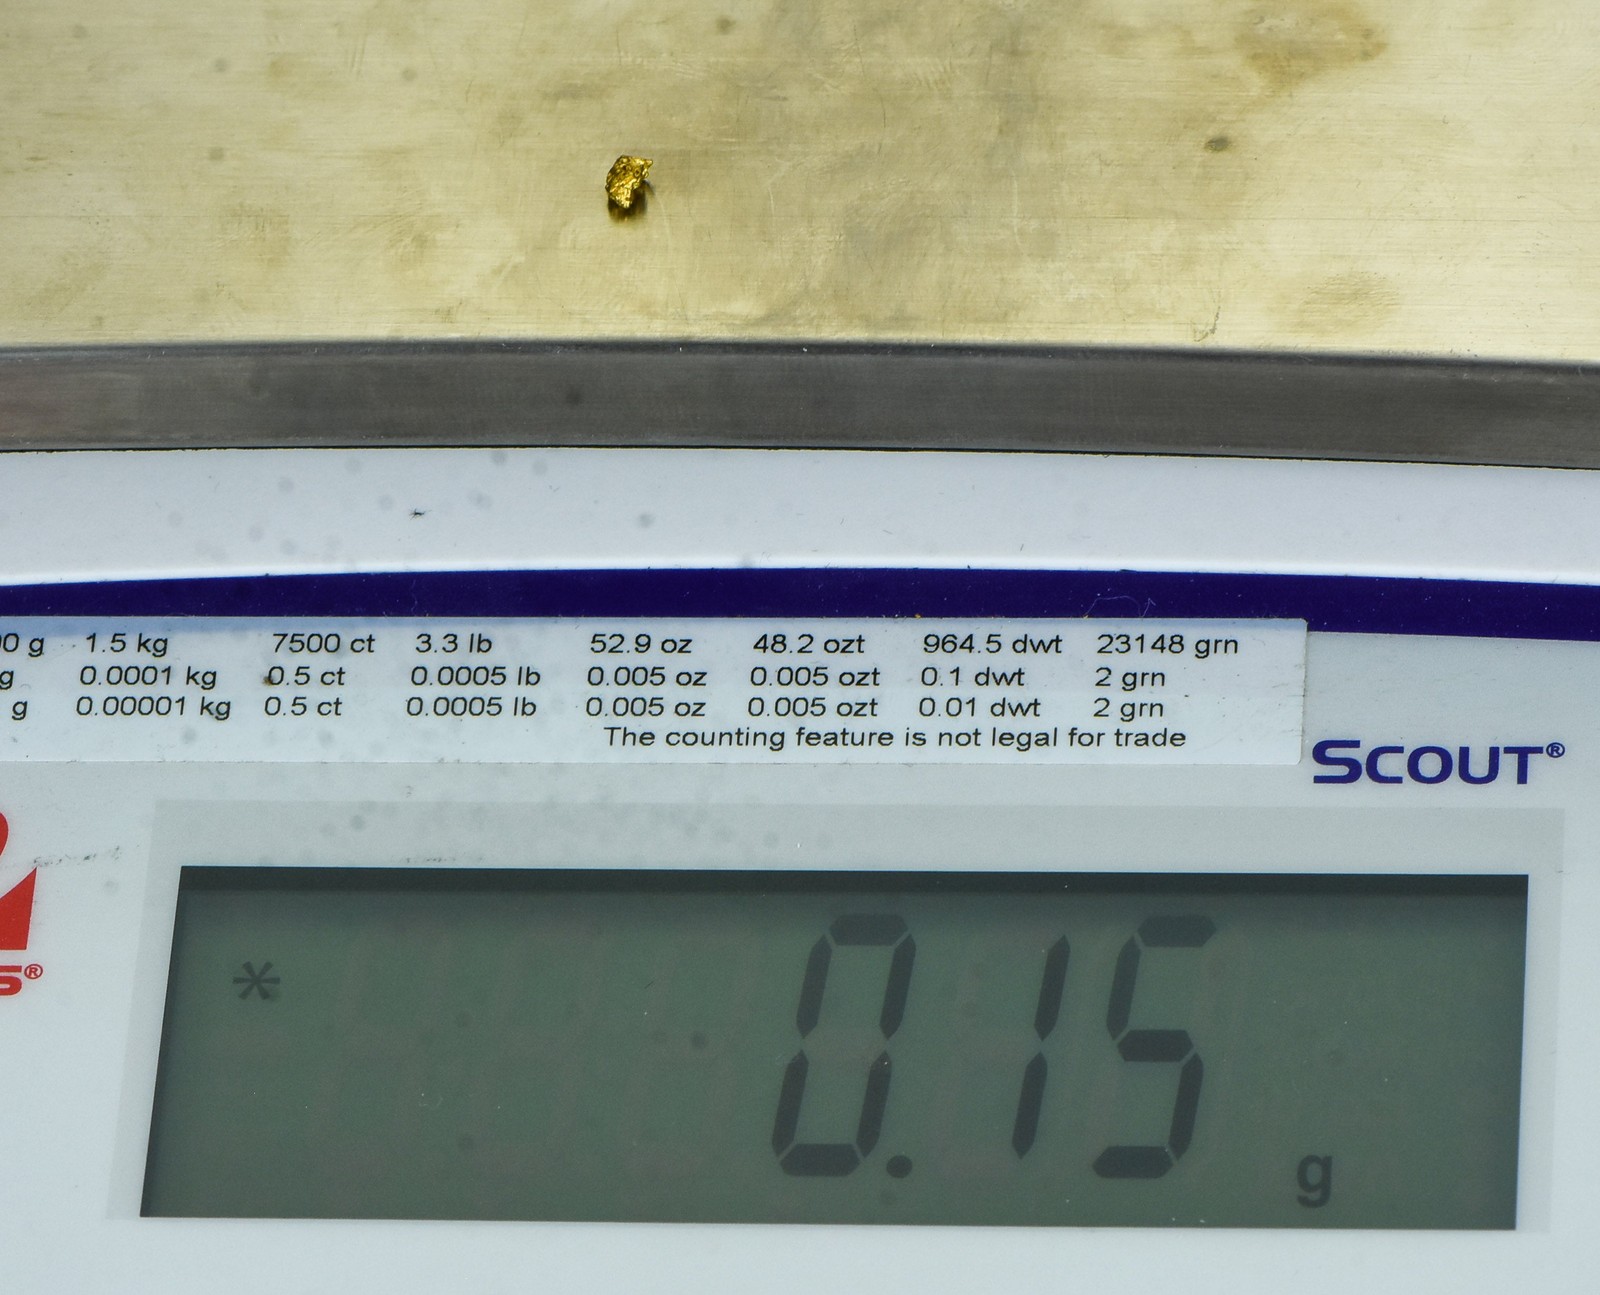 0 g 1.5 kg 7500 ct 3.3 lb 52.9 oz 48.2 ozt 964.5 dwt 23148 grn
g 0.0001 kg 0.5 ct 0.0005 lb 0.005 oz 0.005 ozt 0.1 dwt 2 grn
g 0.00001 kg 0.5 ct 0.0005 lb 0.005 oz 0.005 ozt 0.01 dwt 2 grn
The counting feature is not legal for trade
SCOUT®
S®
* 0.15 g